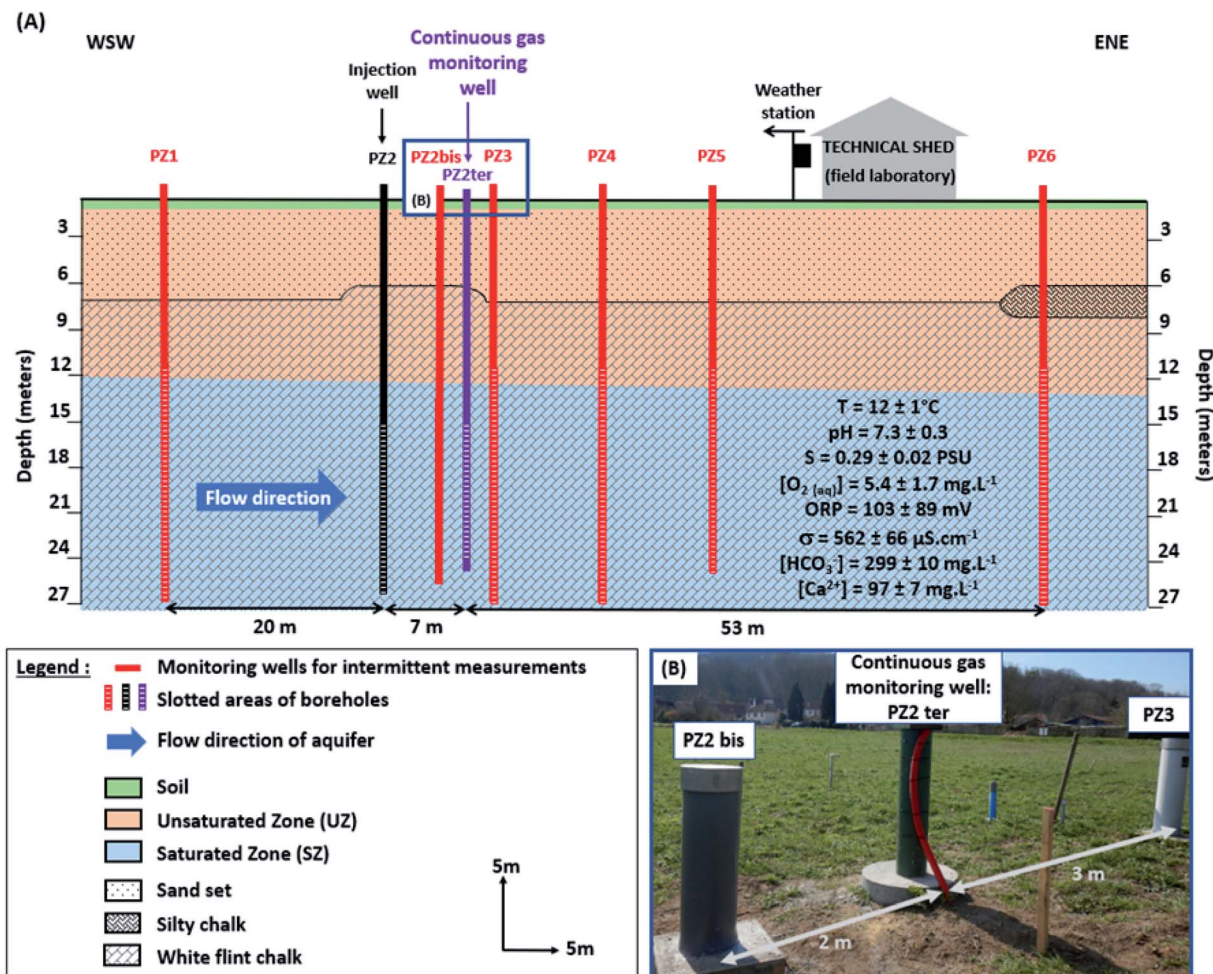 (A)
WSW
ENE
Continuous gas
monitoring
well
Injection
well
Weather
station
TECHNICAL SHED
(field laboratory)
PZ1
PZ2
PZ2bis
PZ3
PZ2ter
(B)
PZ4
PZ5
PZ6
Depth (meters)
3
6
9
12
15
18
21
24
27
3
6
9
12
15
18
21
24
27
Depth (meters)
Flow direction
T = 12 ± 1°C
pH = 7.3 ± 0.3
S = 0.29 ± 0.02 PSU
[O₂ (aq)] = 5.4 ± 1.7 mg.L⁻¹
ORP = 103 ± 89 mV
σ = 562 ± 66 µS.cm⁻¹
[HCO₃⁻] = 299 ± 10 mg.L⁻¹
[Ca²⁺] = 97 ± 7 mg.L⁻¹
20 m
7 m
53 m
Legend :
Monitoring wells for intermittent measurements
Slotted areas of boreholes
Flow direction of aquifer
Soil
Unsaturated Zone (UZ)
Saturated Zone (SZ)
Sand set
Silty chalk
White flint chalk
5m
5m
(B)
Continuous gas
monitoring well:
PZ2 ter
PZ2 bis
PZ3
3 m
2 m